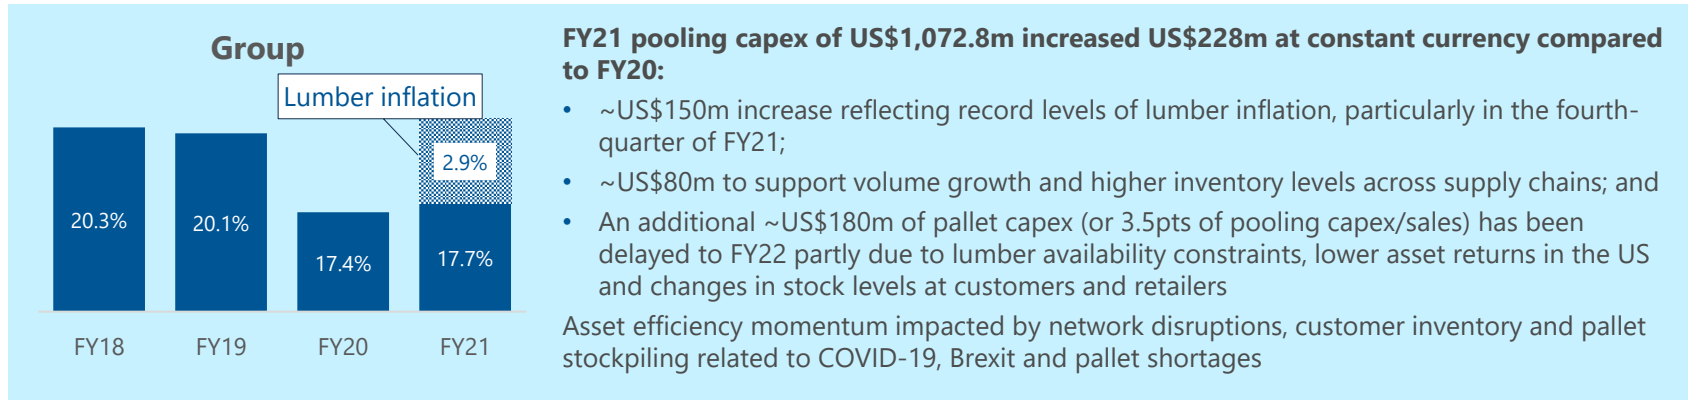 Group
Lumber inflation
2.9%
20.3%
20.1%
17.4%
17.7%
FY18
FY19
FY20
FY21
FY21 pooling capex of US$1,072.8m increased US$228m at constant currency compared
to FY20:
• ~US$150m increase reflecting record levels of lumber inflation, particularly in the fourth-
quarter of FY21;
• ~US$80m to support volume growth and higher inventory levels across supply chains; and
• An additional ~US$180m of pallet capex (or 3.5pts of pooling capex/sales) has been
delayed to FY22 partly due to lumber availability constraints, lower asset returns in the US
and changes in stock levels at customers and retailers
Asset efficiency momentum impacted by network disruptions, customer inventory and pallet
stockpiling related to COVID-19, Brexit and pallet shortages